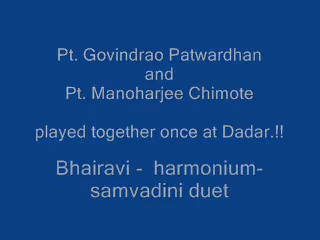 Pt. Govindrao Patwardhan
and
Pt. Manoharjee Chimote
played together once at Dadar.!!
Bhairavi -  harmonium-
samvadini duet